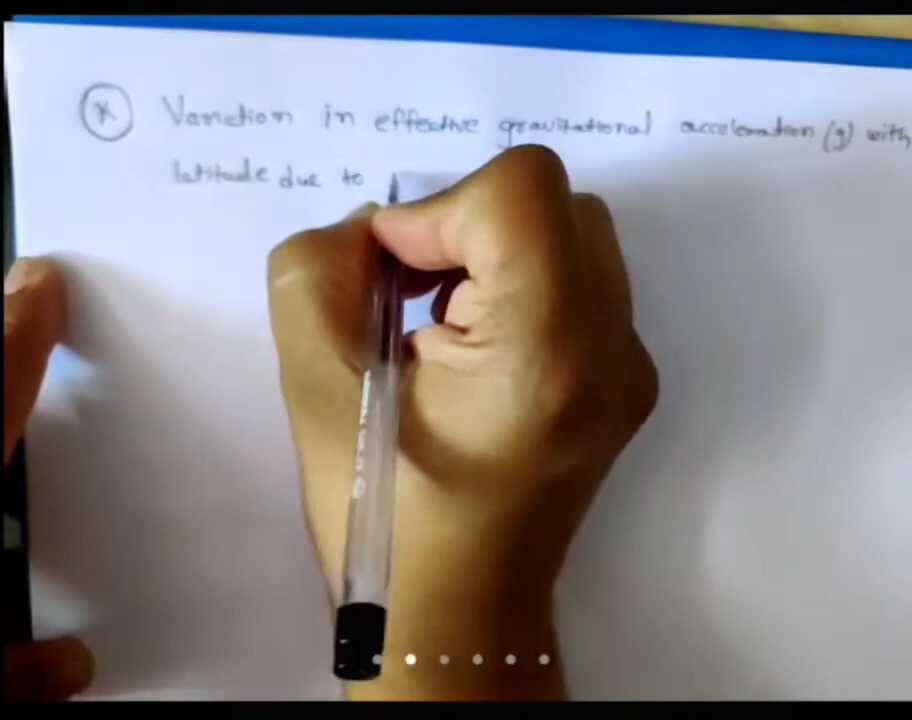 Variation in effective gravitational acceleration (g) with
latitude due to